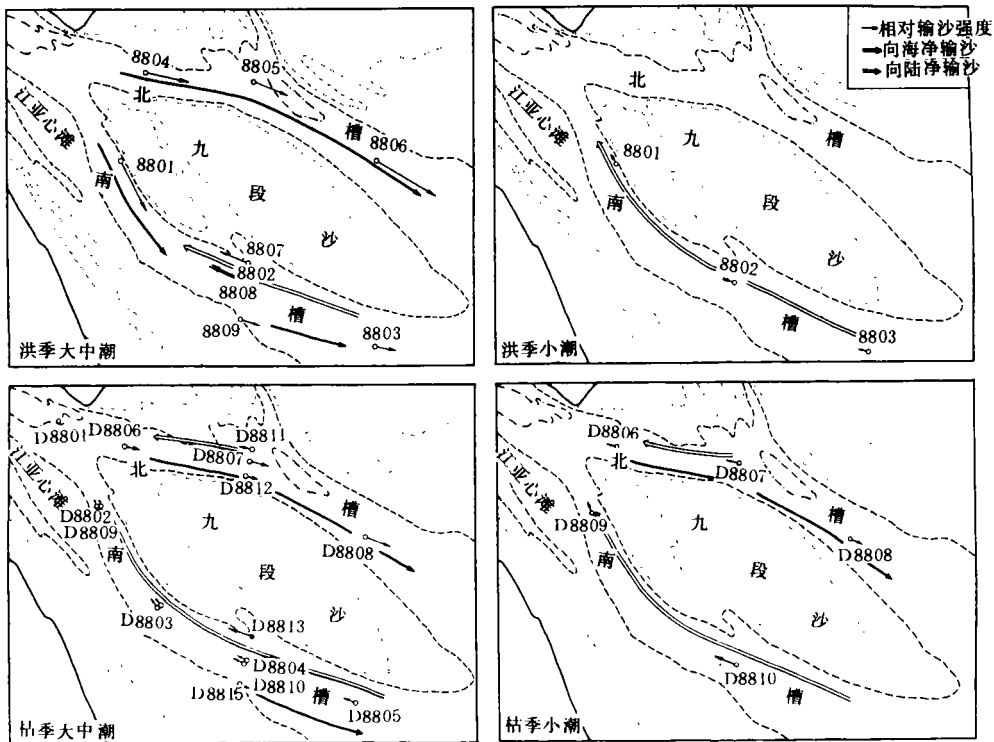 8804
8805
北
槽
江亚心滩
九
8806
8801
南
段
8807
沙
8802
8808
槽
8809
8803
洪季大中潮
相对输沙强度
向海净输沙
向陆净输沙
北
槽
江亚心滩
九
8801
南
段
沙
8802
槽
8803
洪季小潮
D8801
D8806
D8811
D8807
北
D8812
江亚心滩
槽
九
D8802
D8809
D8808
南
段
D8803
沙
D8813
D8804
D8815
D8810
槽
D8805
枯季大中潮
D8806
北
D8807
江亚心滩
槽
D8809
九
D8808
南
段
沙
D8810
槽
枯季小潮